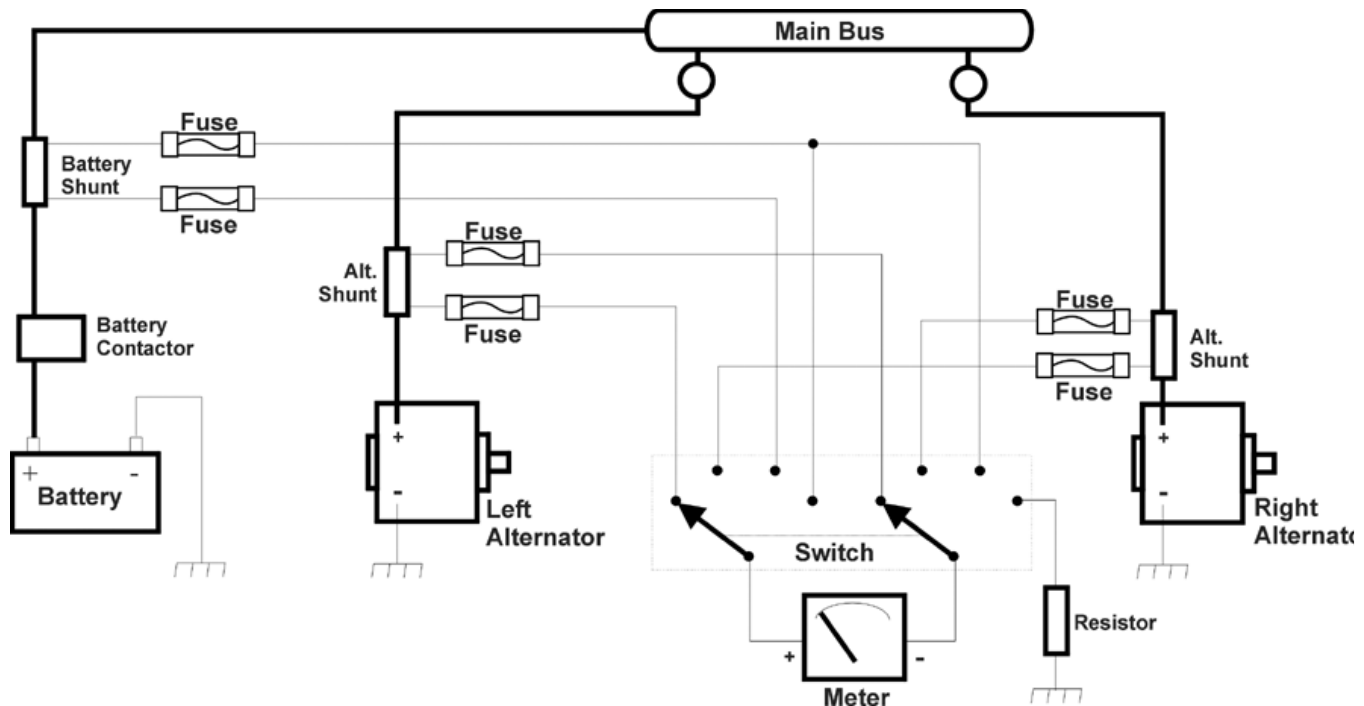 Main Bus
Fuse
Battery
Shunt
Fuse
Fuse
Alt.
Shunt
Fuse
Fuse
Alt.
Shunt
Fuse
Battery
Contactor
+ -
Battery
+
-
Left
Alternator
+
-
Right
Alternato
Switch
+ -
Meter
Resistor